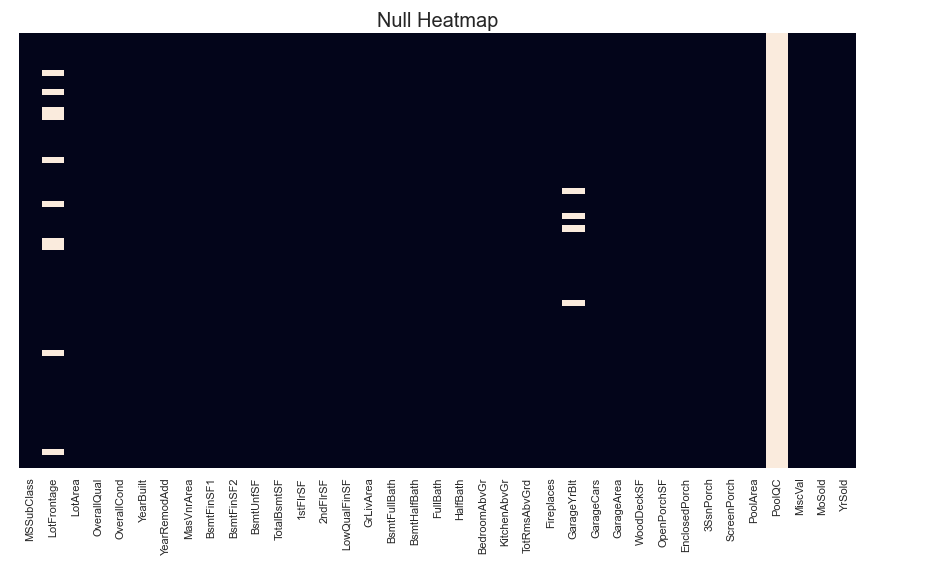 Null Heatmap
MSSubClass
LotFrontage
LotArea
OverallQual
OverallCond
YearBuilt
YearRemodAdd
MasVnrArea
BsmtFinSF1
BsmtFinSF2
BsmtUnfSF
TotalBsmtSF
1stFlrSF
2ndFlrSF
LowQualFinSF
GrLivArea
BsmtFullBath
BsmtHalfBath
FullBath
HalfBath
BedroomAbvGr
KitchenAbvGr
TotRmsAbvGrd
Fireplaces
GarageYrBlt
GarageCars
GarageArea
WoodDeckSF
OpenPorchSF
EnclosedPorch
3SsnPorch
ScreenPorch
PoolArea
PoolQC
MiscVal
MoSold
YrSold